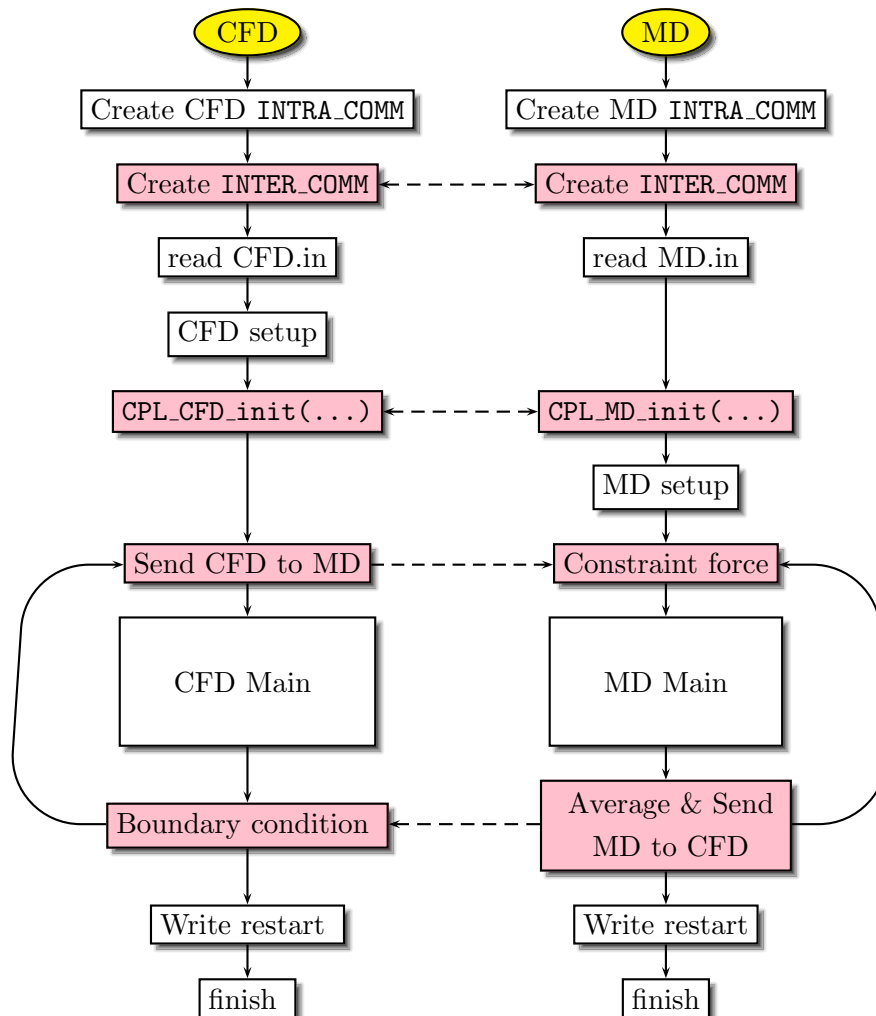 CFD
MD
Create CFD INTRA_COMM
Create MD INTRA_COMM
Create INTER_COMM
Create INTER_COMM
read CFD.in
read MD.in
CFD setup
CPL_CFD_init(...)
CPL_MD_init(...)
MD setup
Send CFD to MD
Constraint force
CFD Main
MD Main
Boundary condition
Average & Send
MD to CFD
Write restart
Write restart
finish
finish